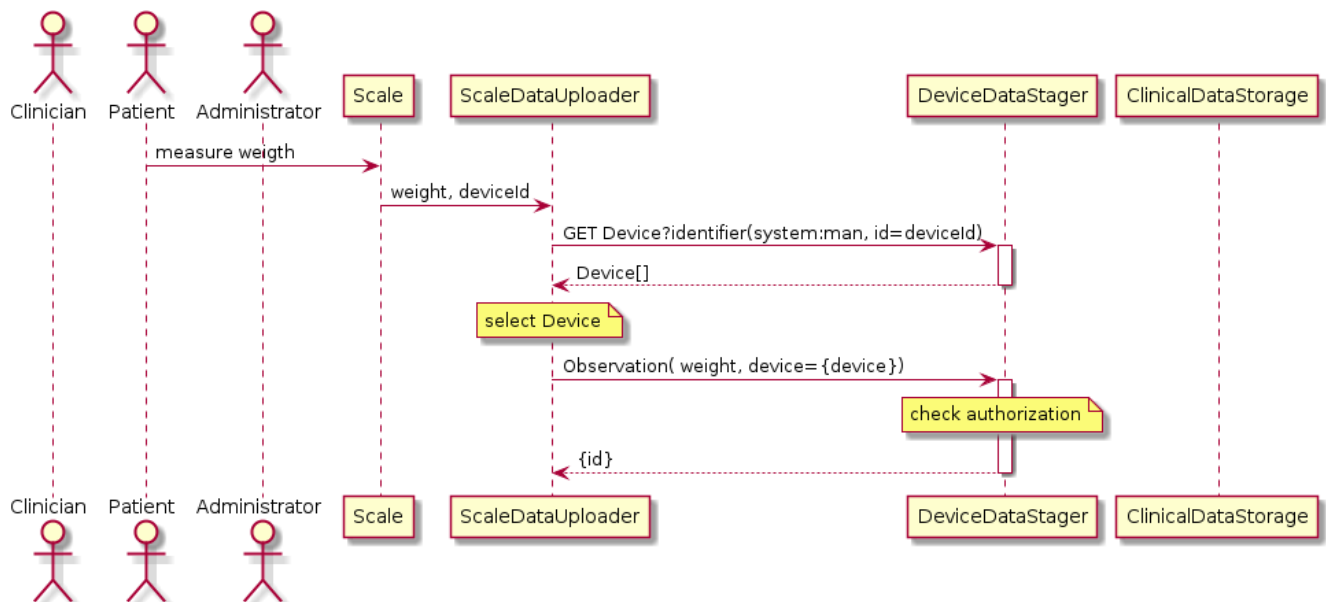 Clinician
Patient
Administrator
Scale
ScaleDataUploader
DeviceDataStager
ClinicalDataStorage
measure weigth
weight, deviceId
GET Device?identifier(system:man, id=deviceId)
Device[]
select Device
Observation( weight, device={device})
check authorization
{id}
Clinician
Patient
Administrator
Scale
ScaleDataUploader
DeviceDataStager
ClinicalDataStorage